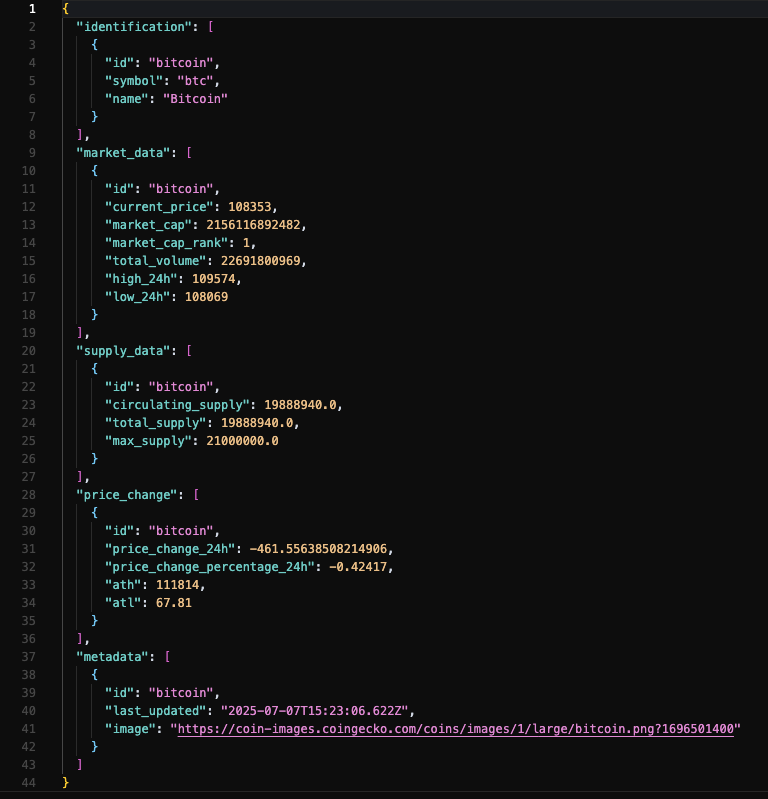 1 {
2   "identification": [
3     {
4       "id": "bitcoin",
5       "symbol": "btc",
6       "name": "Bitcoin"
7     }
8   ],
9   "market_data": [
10     {
11       "id": "bitcoin",
12       "current_price": 108353,
13       "market_cap": 2156116892482,
14       "market_cap_rank": 1,
15       "total_volume": 22691800969,
16       "high_24h": 109574,
17       "low_24h": 108069
18     }
19   ],
20   "supply_data": [
21     {
22       "id": "bitcoin",
23       "circulating_supply": 19888940.0,
24       "total_supply": 19888940.0,
25       "max_supply": 21000000.0
26     }
27   ],
28   "price_change": [
29     {
30       "id": "bitcoin",
31       "price_change_24h": -461.55638508214906,
32       "price_change_percentage_24h": -0.42417,
33       "ath": 111814,
34       "atl": 67.81
35     }
36   ],
37   "metadata": [
38     {
39       "id": "bitcoin",
40       "last_updated": "2025-07-07T15:23:06.622Z",
41       "image": "https://coin-images.coingecko.com/coins/images/1/large/bitcoin.png?1696501400"
42     }
43   ]
44 }